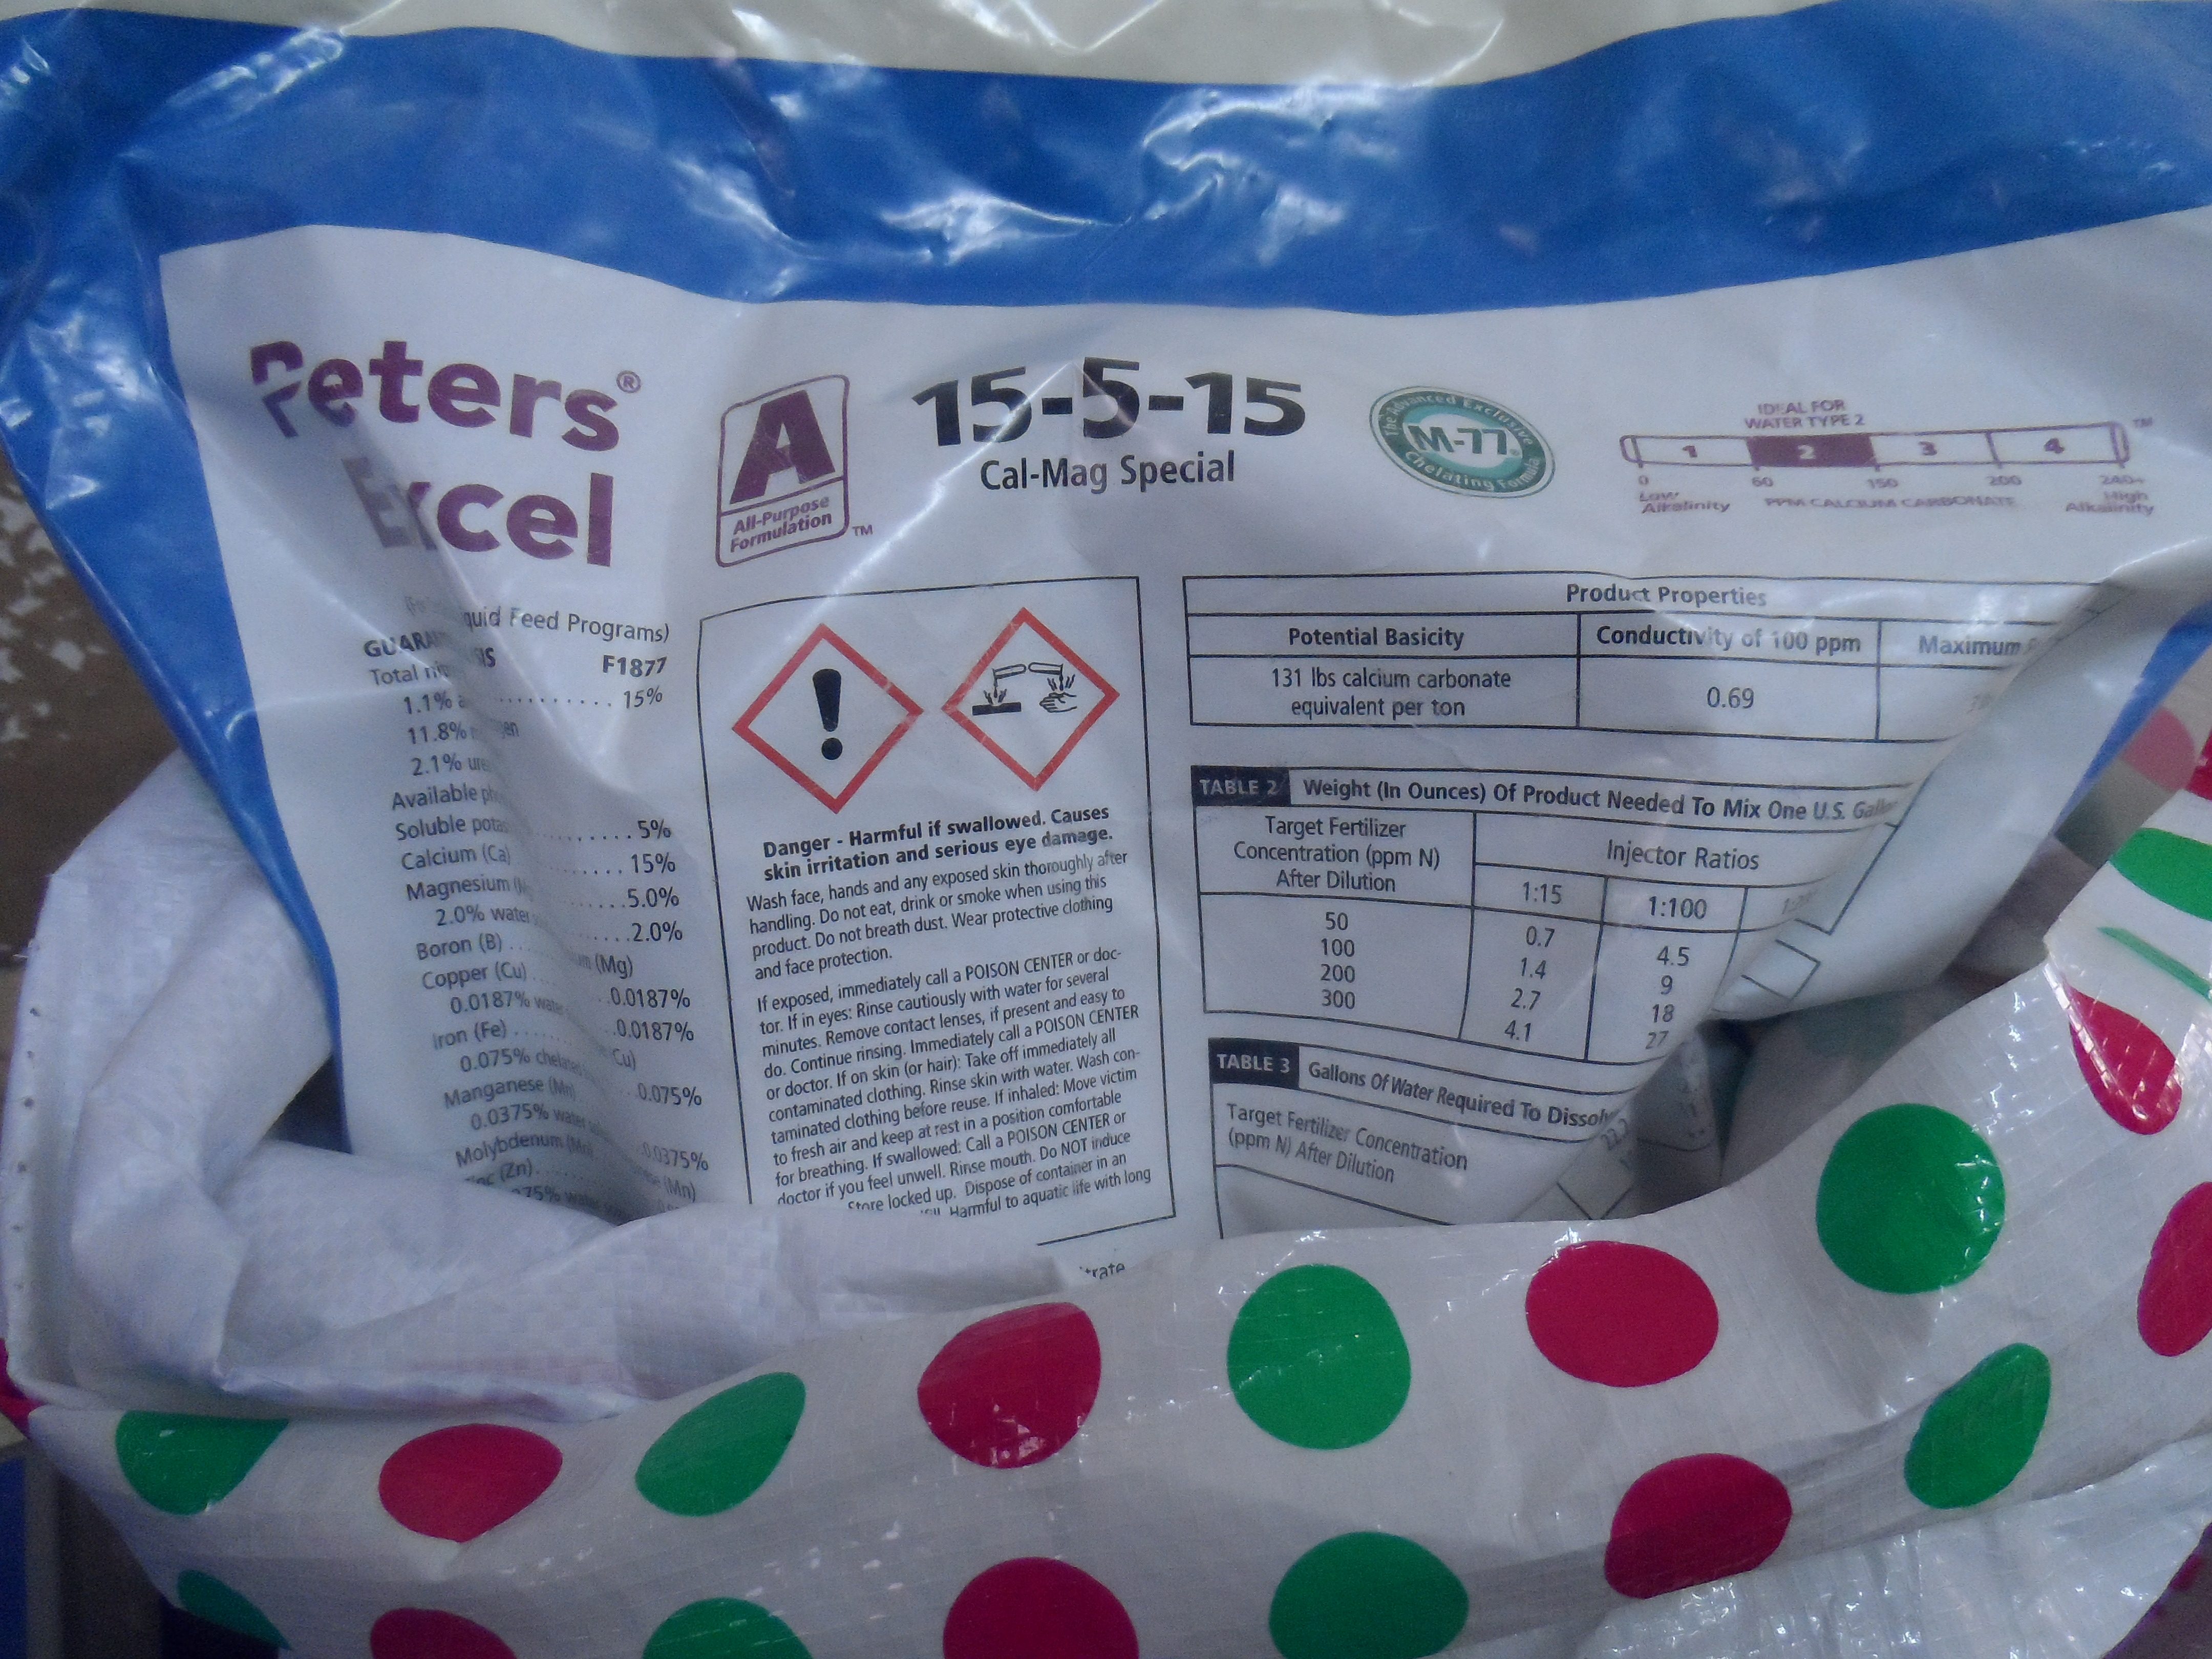 Peters®
Excel
A
All-Purpose
Formulation
™
15-5-15
Cal-Mag Special
The Advanced Exclusive
M-77®
Chelating Formula
IDEAL FOR
WATER TYPE 2
™
1 2 3 4
0 60 150 200 240+
Low
Alkalinity
PPM CALCIUM CARBONATE
High
Alkalinity
Feed Programs)
F1877
Total 15%
1.1%
11.8%
2.1%
Available 5%
Soluble 15%
Calcium (Ca) 5.0%
Magnesium 2.0%
2.0% (Mg)
Boron (B) 0.0187%
Copper (Cu) 0.0187%
0.0187% (Cu)
Iron (Fe) 0.075%
0.075%
Manganese (Mn) 0.0375%
0.0375% (Mn)
Molybdenum
(Zn)
Danger - Harmful if swallowed. Causes
skin irritation and serious eye damage.
Wash face, hands and any exposed skin thoroughly after
handling. Do not eat, drink or smoke when using this
product. Do not breath dust. Wear protective clothing
and face protection.
If exposed, immediately call a POISON CENTER or doc-
tor. If in eyes: Rinse cautiously with water for several
minutes. Remove contact lenses, if present and easy to
do. Continue rinsing. Immediately call a POISON CENTER
or doctor. If on skin (or hair): Take off immediately all
contaminated clothing. Rinse skin with water. Wash con-
taminated clothing before reuse. If inhaled: Move victim
to fresh air and keep at rest in a position comfortable
for breathing. If swallowed: Call a POISON CENTER or
doctor if you feel unwell. Rinse mouth. Do NOT induce
Store locked up. Dispose of container in an
Harmful to aquatic life with long
Product Properties
Potential Basicity Conductivity of 100 ppm Maximum
131 lbs calcium carbonate
equivalent per ton
0.69
TABLE 2 Weight (In Ounces) Of Product Needed To Mix One U.S.
Target Fertilizer
Concentration (ppm N)
After Dilution
Injector Ratios
1:15 1:100
50 0.7 4.5
100 1.4 9
200 2.7 18
300 4.1 27
TABLE 3 Gallons Of Water Required To
Target Fertilizer Concentration
(ppm N) After Dilution